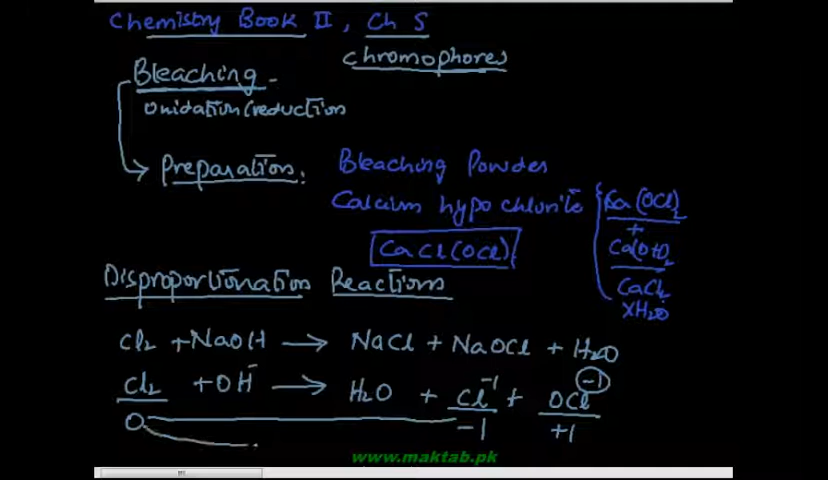 Chemistry Book II, Ch 5
chromophores
Bleaching
oxidation/reduction
Preparation:
Bleaching Powder
Calcium hypochlorite
CaCl(OCl)
Ca(OCl)2
+
Ca(OH)2
CaCl2
XH2O
Disproportionation Reactions
Cl2 + NaOH → NaCl + NaOCl + H2O
Cl2 + OH⁻ → H2O + Cl⁻¹ + OCl⁻¹
0 -1 +1
www.maktab.pk